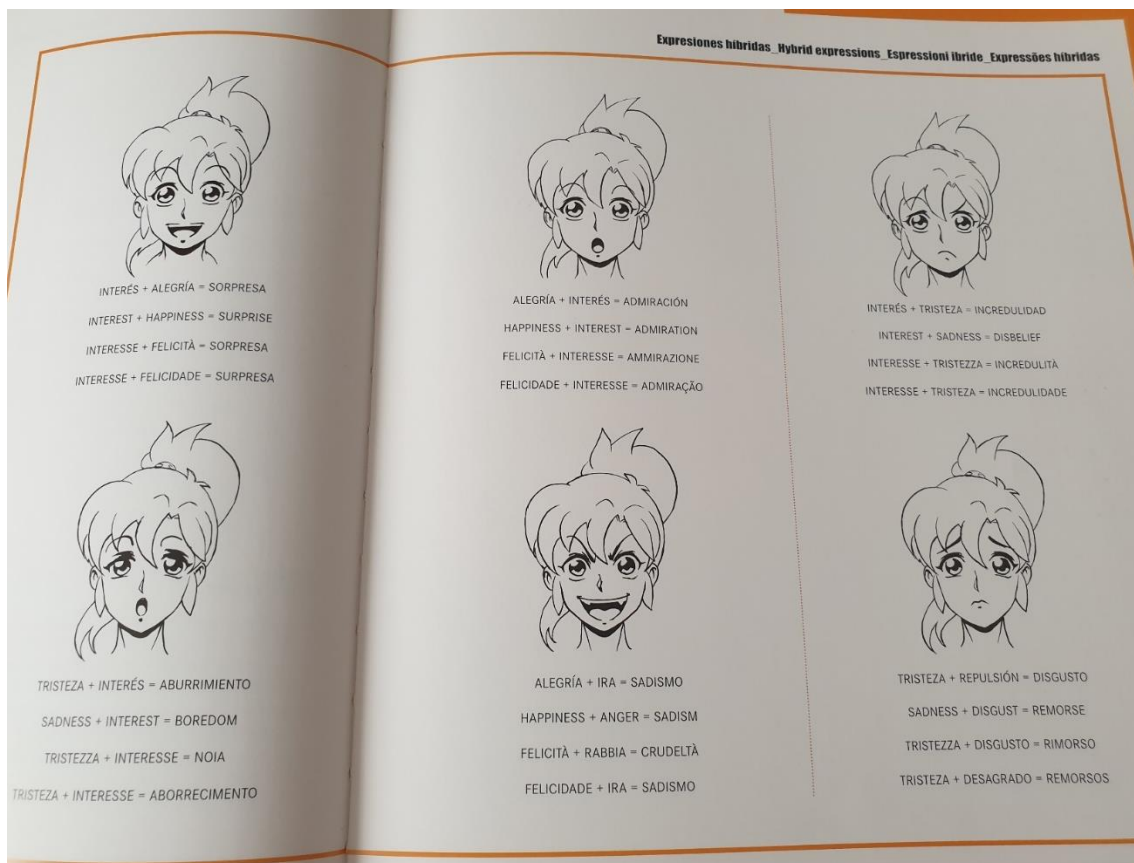 Expresiones híbridas_Hybrid expressions_Espressioni ibride_Expressões híbridas
INTERÉS + ALEGRÍA = SORPRESA
INTEREST + HAPPINESS = SURPRISE
INTERESSE + FELICITÀ = SORPRESA
INTERESSE + FELICIDADE = SURPRESA
ALEGRÍA + INTERÉS = ADMIRACIÓN
HAPPINESS + INTEREST = ADMIRATION
FELICITÀ + INTERESSE = AMMIRAZIONE
FELICIDADE + INTERESSE = ADMIRAÇÃO
INTERÉS + TRISTEZA = INCREDULIDAD
INTEREST + SADNESS = DISBELIEF
INTERESSE + TRISTEZZA = INCREDULITÀ
INTERESSE + TRISTEZA = INCREDULIDADE
TRISTEZA + INTERÉS = ABURRIMIENTO
SADNESS + INTEREST = BOREDOM
TRISTEZZA + INTERESSE = NOIA
TRISTEZA + INTERESSE = ABORRECIMENTO
ALEGRÍA + IRA = SADISMO
HAPPINESS + ANGER = SADISM
FELICITÀ + RABBIA = CRUDELTÀ
FELICIDADE + IRA = SADISMO
TRISTEZA + REPULSIÓN = DISGUSTO
SADNESS + DISGUST = REMORSE
TRISTEZZA + DISGUSTO = RIMORSO
TRISTEZA + DESAGRADO = REMORSOS